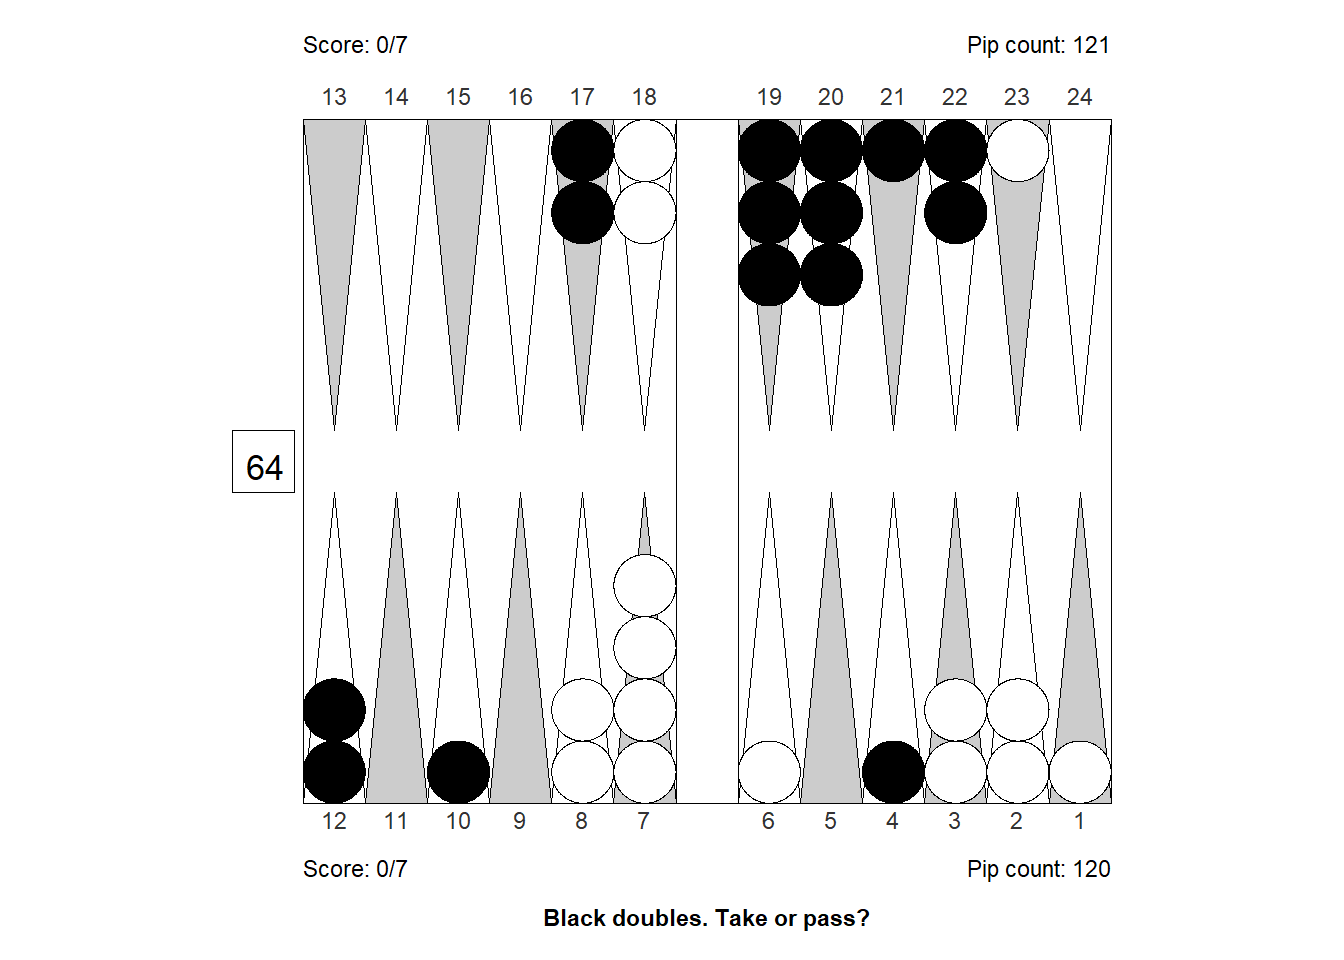 Score: 0/7 Pip count: 121
13 14 15 16 17 18 19 20 21 22 23 24
64
12 11 10 9 8 7 6 5 4 3 2 1
Score: 0/7 Pip count: 120
Black doubles. Take or pass?